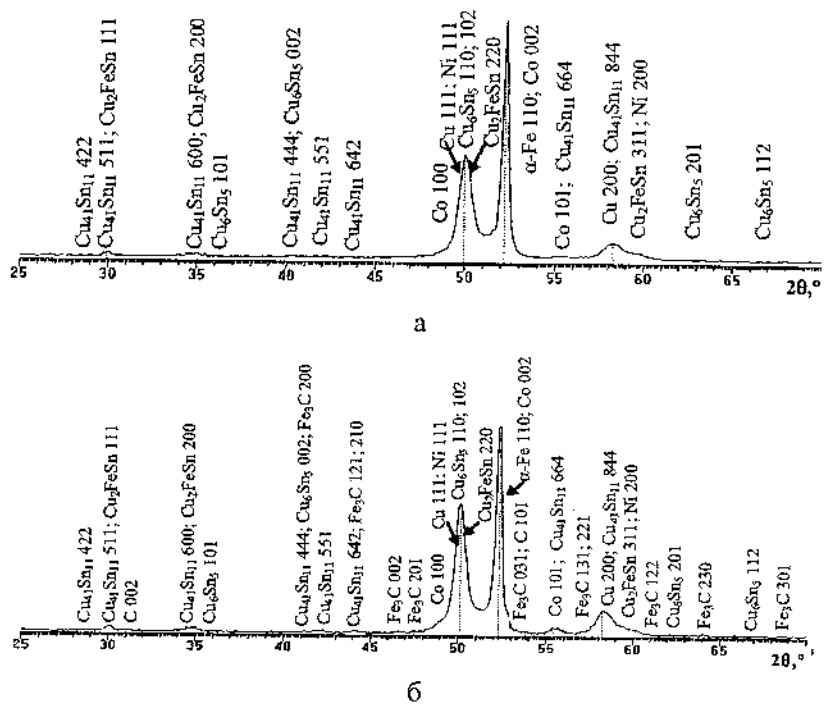 Cu₄₁Sn₁₁ 422
Cu₄₁Sn₁₁ 511; Cu₂FeSn 111
Cu₄₁Sn₁₁ 600; Cu₂FeSn 200
Cu₆Sn₅ 101
Cu₄₁Sn₁₁ 444; Cu₆Sn₅ 002
Cu₄₁Sn₁₁ 551
Cu₄₁Sn₁₁ 642
Co 100
Cu 111; Ni 111
Cu₆Sn₅ 110; 102
Cu₂FeSn 220
α-Fe 110; Co 002
Co 101; Cu₄₁Sn₁₁ 664
Cu 200; Cu₄₁Sn₁₁ 844
Cu₂FeSn 311; Ni 200
Cu₆Sn₅ 201
Cu₆Sn₅ 112
25 30 35 40 45 50 55 60 65
2θ,°
а
Cu₄₁Sn₁₁ 422
Cu₄₁Sn₁₁ 511; Cu₂FeSn 111
C 002
Cu₄₁Sn₁₁ 600; Cu₂FeSn 200
Cu₆Sn₅ 101
Cu₄₁Sn₁₁ 444; Cu₆Sn₅ 002; Fe₃C 200
Cu₄₁Sn₁₁ 551
Cu₄₁Sn₁₁ 642; Fe₃C 121; 210
Fe₃C 002
Fe₃C 201
Co 100
Cu 111; Ni 111
Cu₆Sn₅ 110; 102
Cu₂FeSn 220
α-Fe 110; Co 002
Fe₃C 031; C 101
Co 101; Cu₄₁Sn₁₁ 664
Fe₃C 131; 221
Cu 200; Cu₄₁Sn₁₁ 844
Cu₂FeSn 311; Ni 200
Fe₃C 122
Cu₆Sn₅ 201
Fe₃C 230
Cu₆Sn₅ 112
Fe₃C 301
25 30 35 40 45 50 55 60 65
2θ,°
б